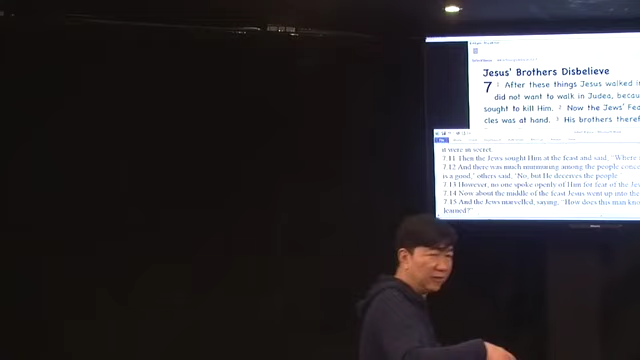 Jesus' Brothers Disbelieve
7 1 After these things Jesus walked in
did not want to walk in Judea, becau
sought to kill Him. 2 Now the Jews' Fea
cles was at hand. 3 His brothers theref
it were in secret.
7.11 Then the Jews sought Him at the feast and said, "Where
7.12 And there was much murmuring among the people conce
is a good," others said, "No, but He deceives the people
7.13 However, no one spoke openly of Him for fear of the Jew
7.14 Now about the middle of the feast Jesus went up into the
7.15 And the Jews marvelled, saying, "How does this man kno
learned?"